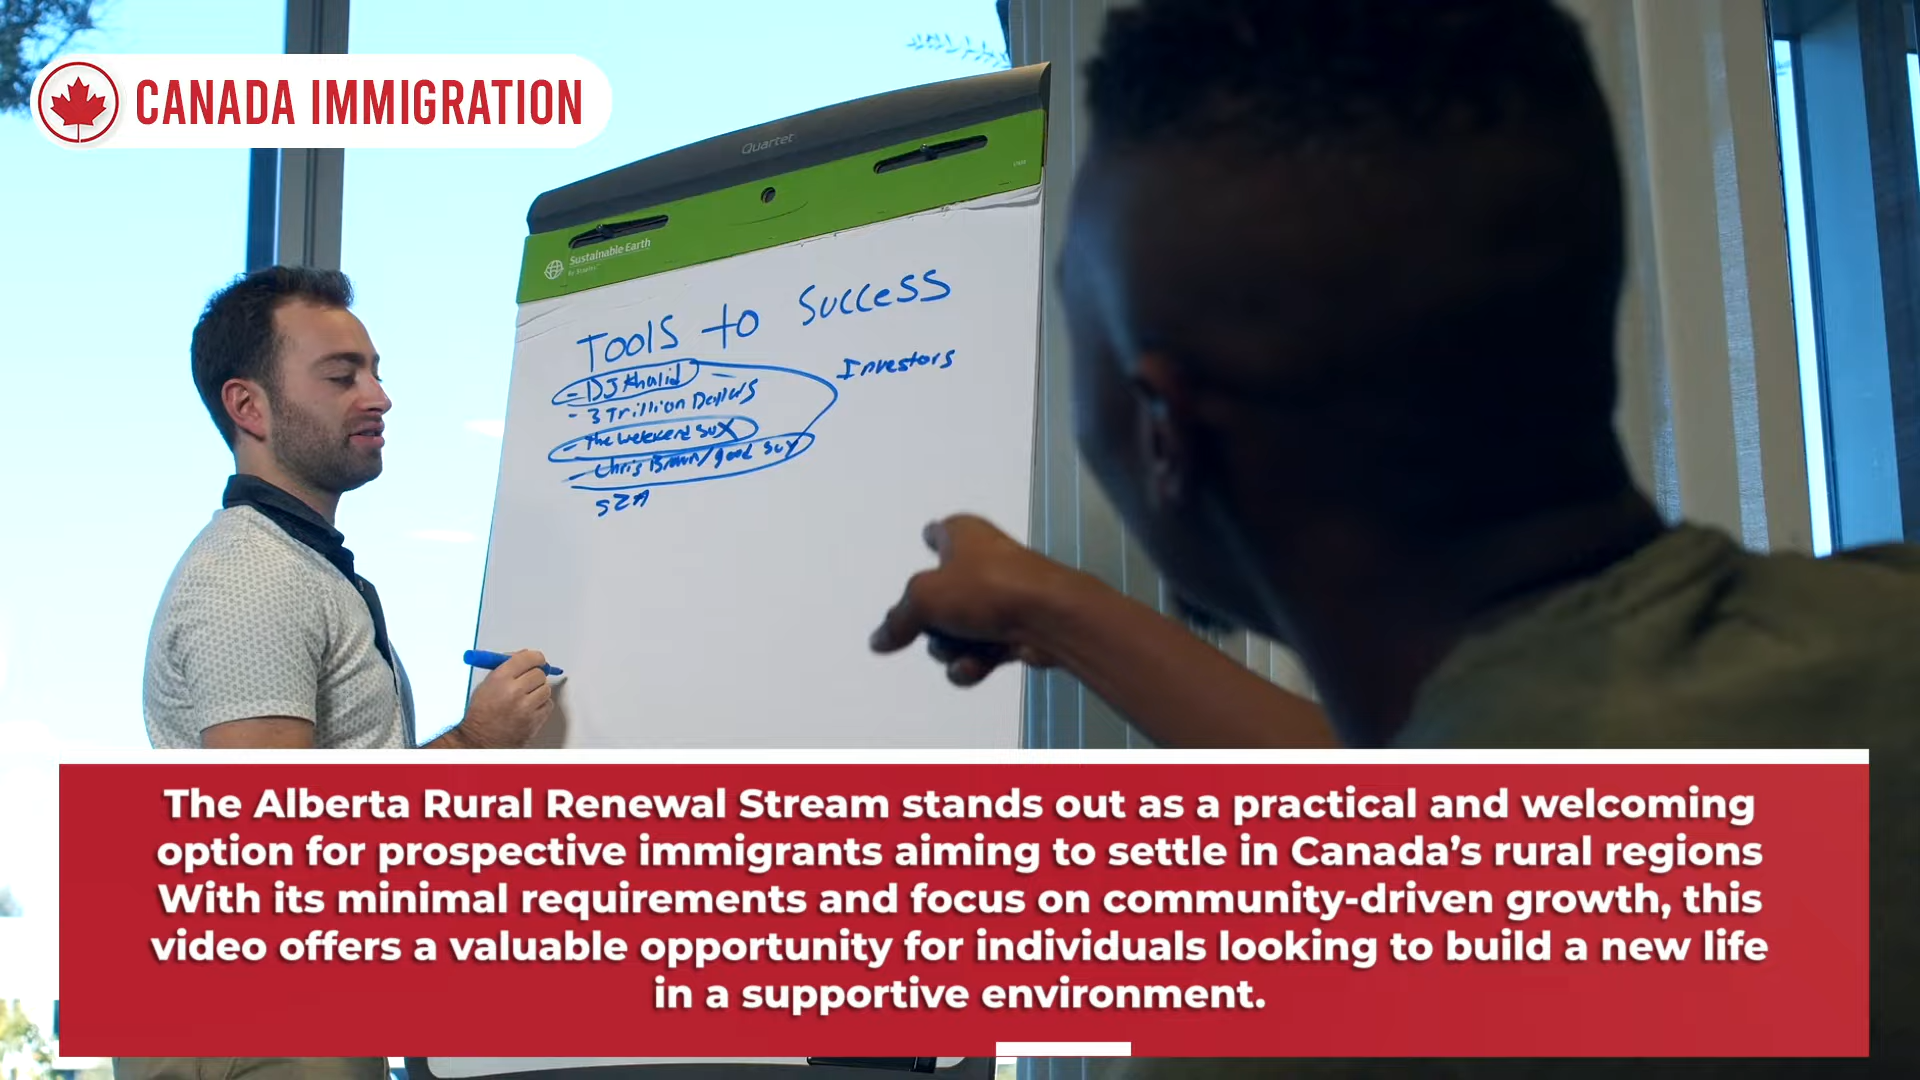 CANADA IMMIGRATION
Quartet
Sustainable Earth
By Staples
TOOlS to SUCCESS
- DJ Khalid
Investors
- 3 Trillion Dollars
- The Weekend SUX
- Chris Brown/good guy
SZA
The Alberta Rural Renewal Stream stands out as a practical and welcoming
option for prospective immigrants aiming to settle in Canada’s rural regions
With its minimal requirements and focus on community-driven growth, this
video offers a valuable opportunity for individuals looking to build a new life
in a supportive environment.